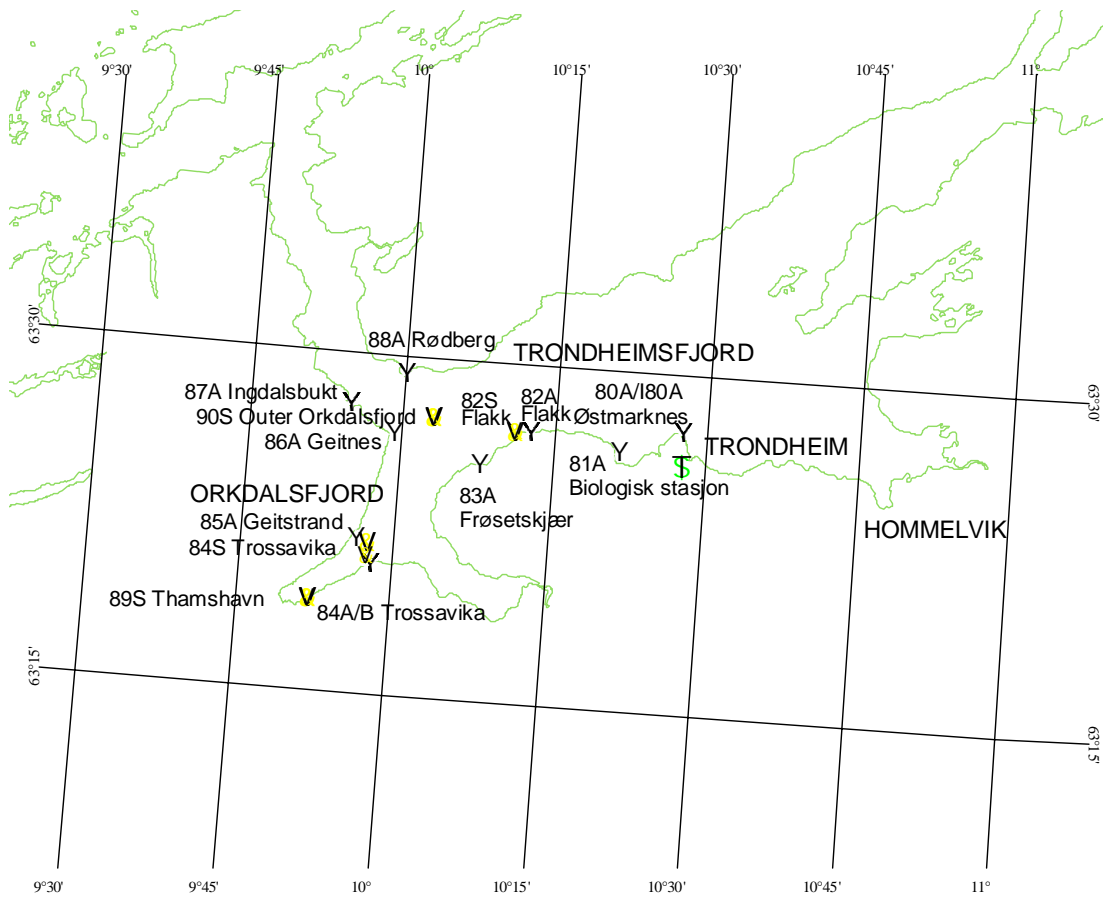 9°30' 9°45' 10° 10°15' 10°30' 10°45' 11°
63°30'
88A Rødberg
TRONDHEIMSFJORD
87A Ingdalsbukt
82S
82A
80A/I80A
63°30'
90S Outer Orkdalsfjord
Flakk
Flakk
Østmarknes
86A Geitnes
TRONDHEIM
81A
Biologisk stasjon
ORKDALSFJORD
83A
Frøsetskjær
85A Geitstrand
HOMMELVIK
84S Trossavika
89S Thamshavn
84A/B Trossavika
63°15'
63°15'
9°30' 9°45' 10° 10°15' 10°30' 10°45' 11°